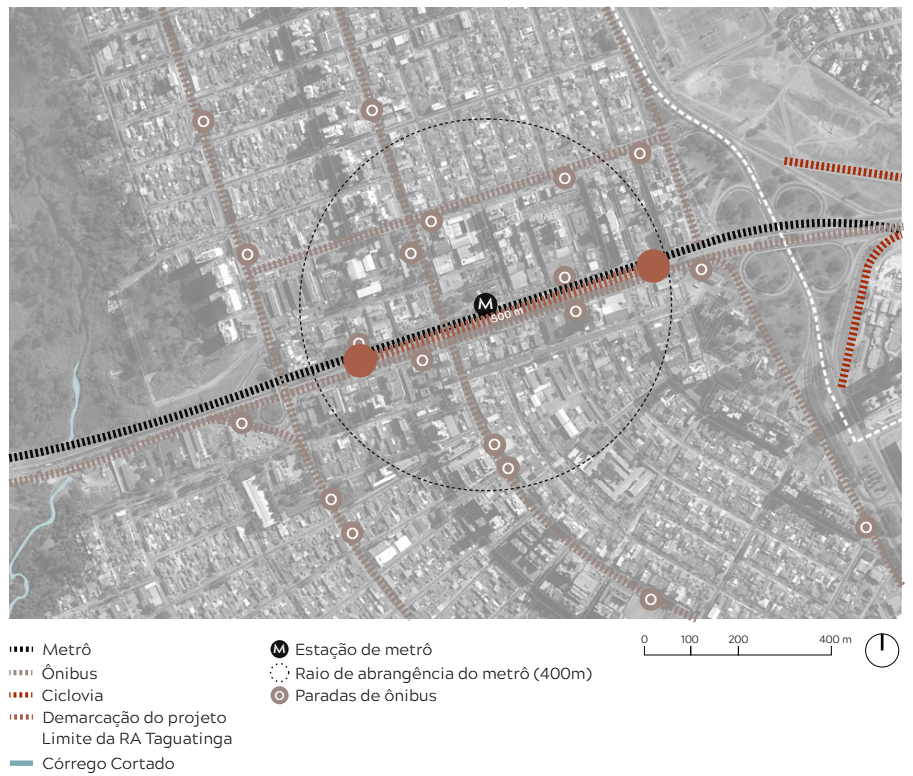 M
500 m
Metrô
Ônibus
Ciclovia
Demarcação do projeto
Limite da RA Taguatinga
Córrego Cortado
M Estação de metrô
Raio de abrangência do metrô (400m)
Paradas de ônibus
0 100 200 400 m